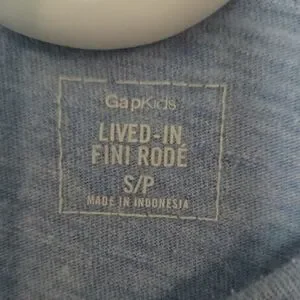 GapKids
LIVED-IN
FINI RODÉ
S/P
MADE IN INDONESIA